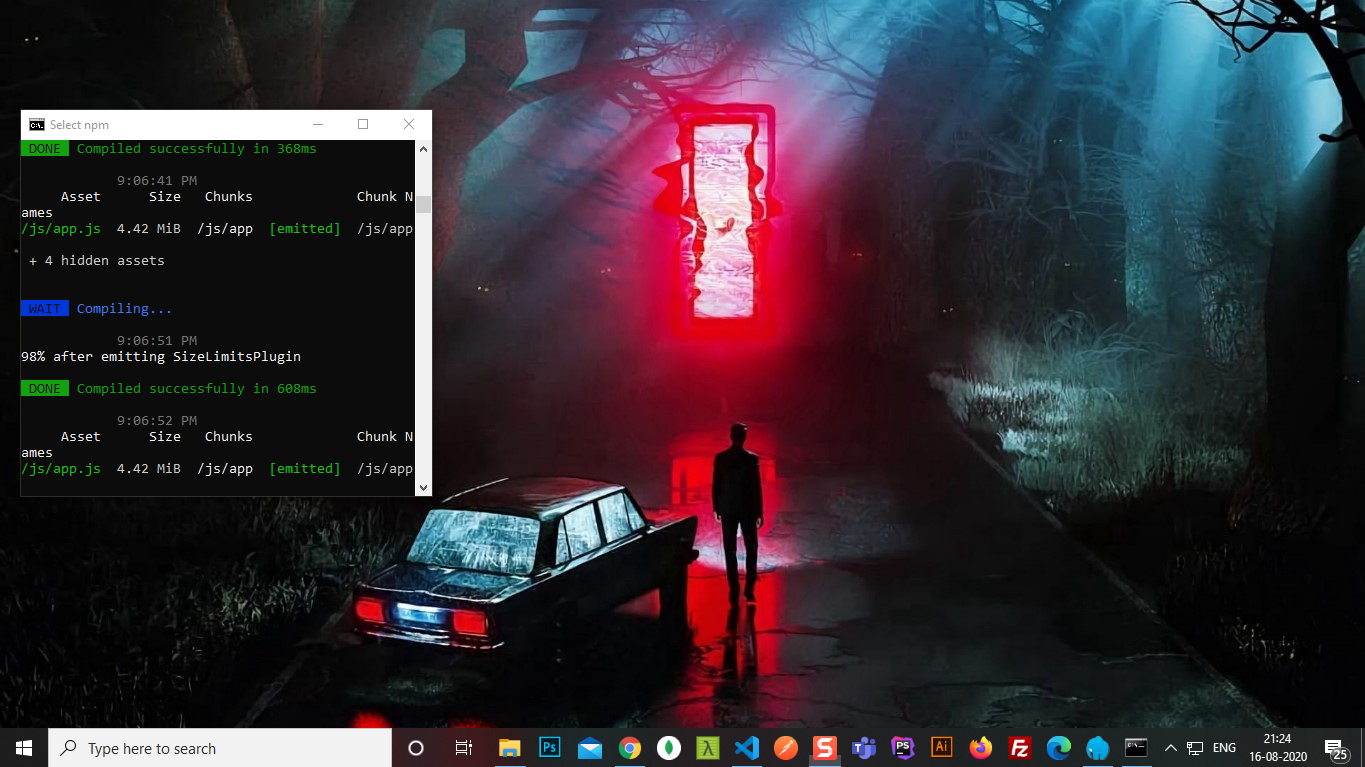 Select npm
DONE Compiled successfully in 368ms
9:06:41 PM
Asset Size Chunks Chunk N
ames
/js/app.js 4.42 MiB /js/app [emitted] /js/app
+ 4 hidden assets
WAIT Compiling...
9:06:51 PM
98% after emitting SizeLimitsPlugin
DONE Compiled successfully in 608ms
9:06:52 PM
Asset Size Chunks Chunk N
ames
/js/app.js 4.42 MiB /js/app [emitted] /js/app
Type here to search
Ps
λ
S
T
PS
Ai
FZ
ENG
21:24
16-08-2020
25